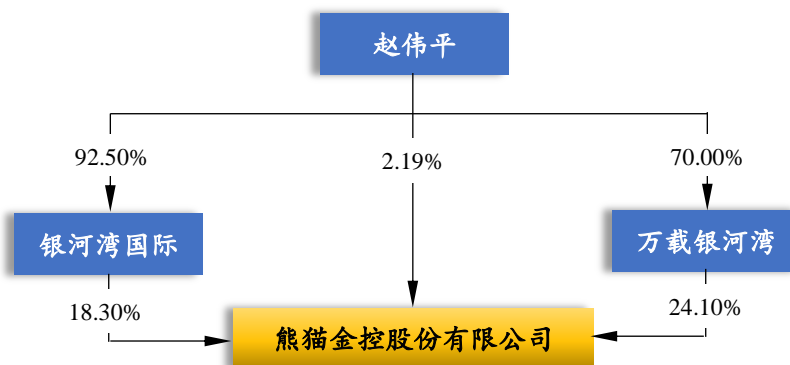 赵伟平
92.50%
2.19%
70.00%
银河湾国际
万载银河湾
18.30%
24.10%
熊猫金控股份有限公司